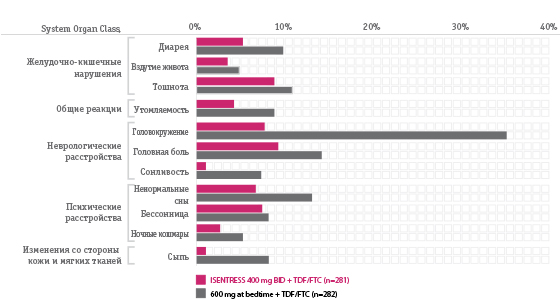 System Organ Class,
0% 10% 20% 30% 40%
Желудочно-кишечные
нарушения
Диарея
Вздутие живота
Тошнота
Общие реакции
Утомляемость
Неврологические
расстройства
Головокружение
Головная боль
Сонливость
Психические
расстройства
Ненормальные
сны
Бессонница
Ночные кошмары
Изменения со стороны
кожи и мягких тканей
Сыпь
ISENTRESS 400 mg BID + TDF/FTC (n=281)
600 mg at bedtime + TDF/FTC (n=282)